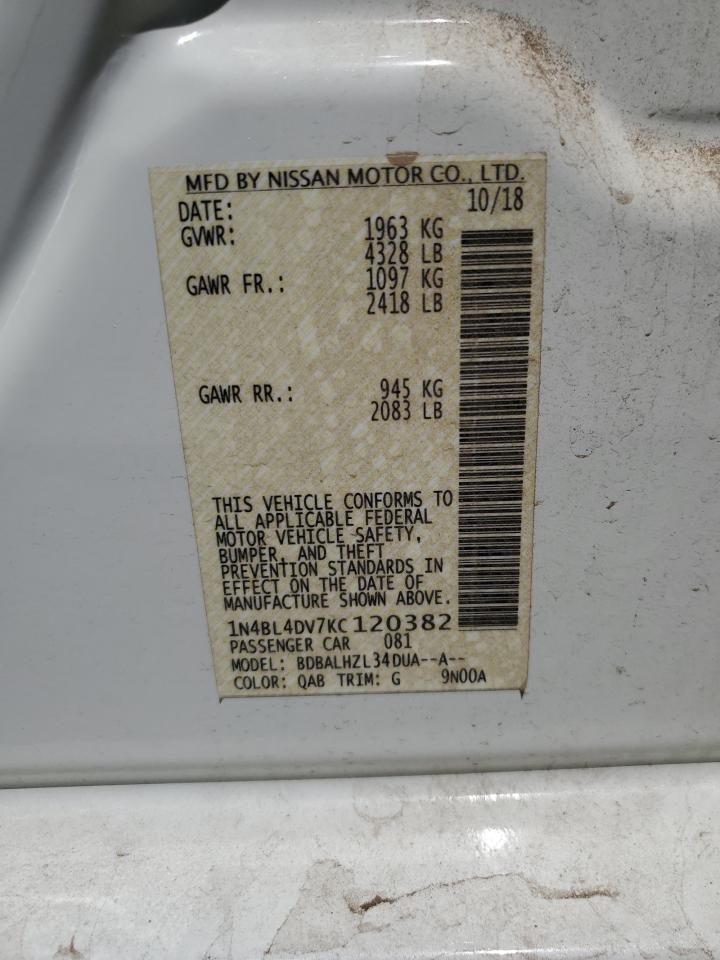 MFD BY NISSAN MOTOR CO., LTD.
DATE: 10/18
GVWR: 1963 KG
4328 LB
GAWR FR.: 1097 KG
2418 LB
GAWR RR.: 945 KG
2083 LB
THIS VEHICLE CONFORMS TO
ALL APPLICABLE FEDERAL
MOTOR VEHICLE SAFETY,
BUMPER, AND THEFT
PREVENTION STANDARDS IN
EFFECT ON THE DATE OF
MANUFACTURE SHOWN ABOVE.
1N4BL4DV7KC120382
PASSENGER CAR 081
MODEL: BDBALHZL34DUA--A--
COLOR: QAB TRIM: G 9N00A